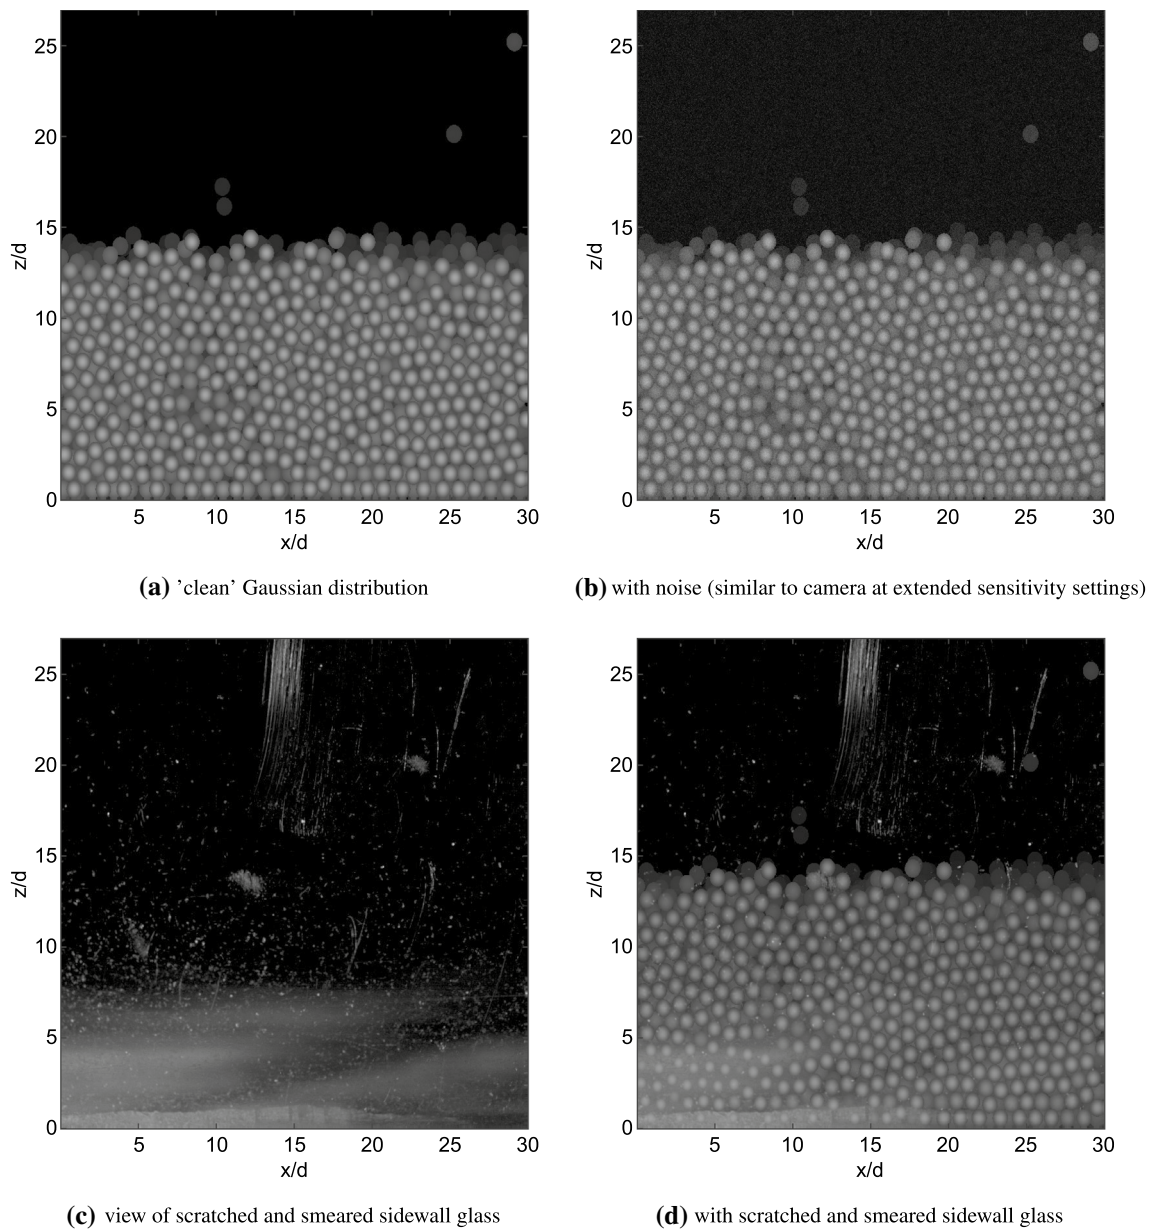 25
20
15
10
5
0
z/d
5 10 15 20 25 30
x/d
25
20
15
10
5
0
z/d
5 10 15 20 25 30
x/d
(a) 'clean' Gaussian distribution
(b) with noise (similar to camera at extended sensitivity settings)
25
20
15
10
5
0
z/d
5 10 15 20 25 30
x/d
25
20
15
10
5
0
z/d
5 10 15 20 25 30
x/d
(c) view of scratched and smeared sidewall glass
(d) with scratched and smeared sidewall glass